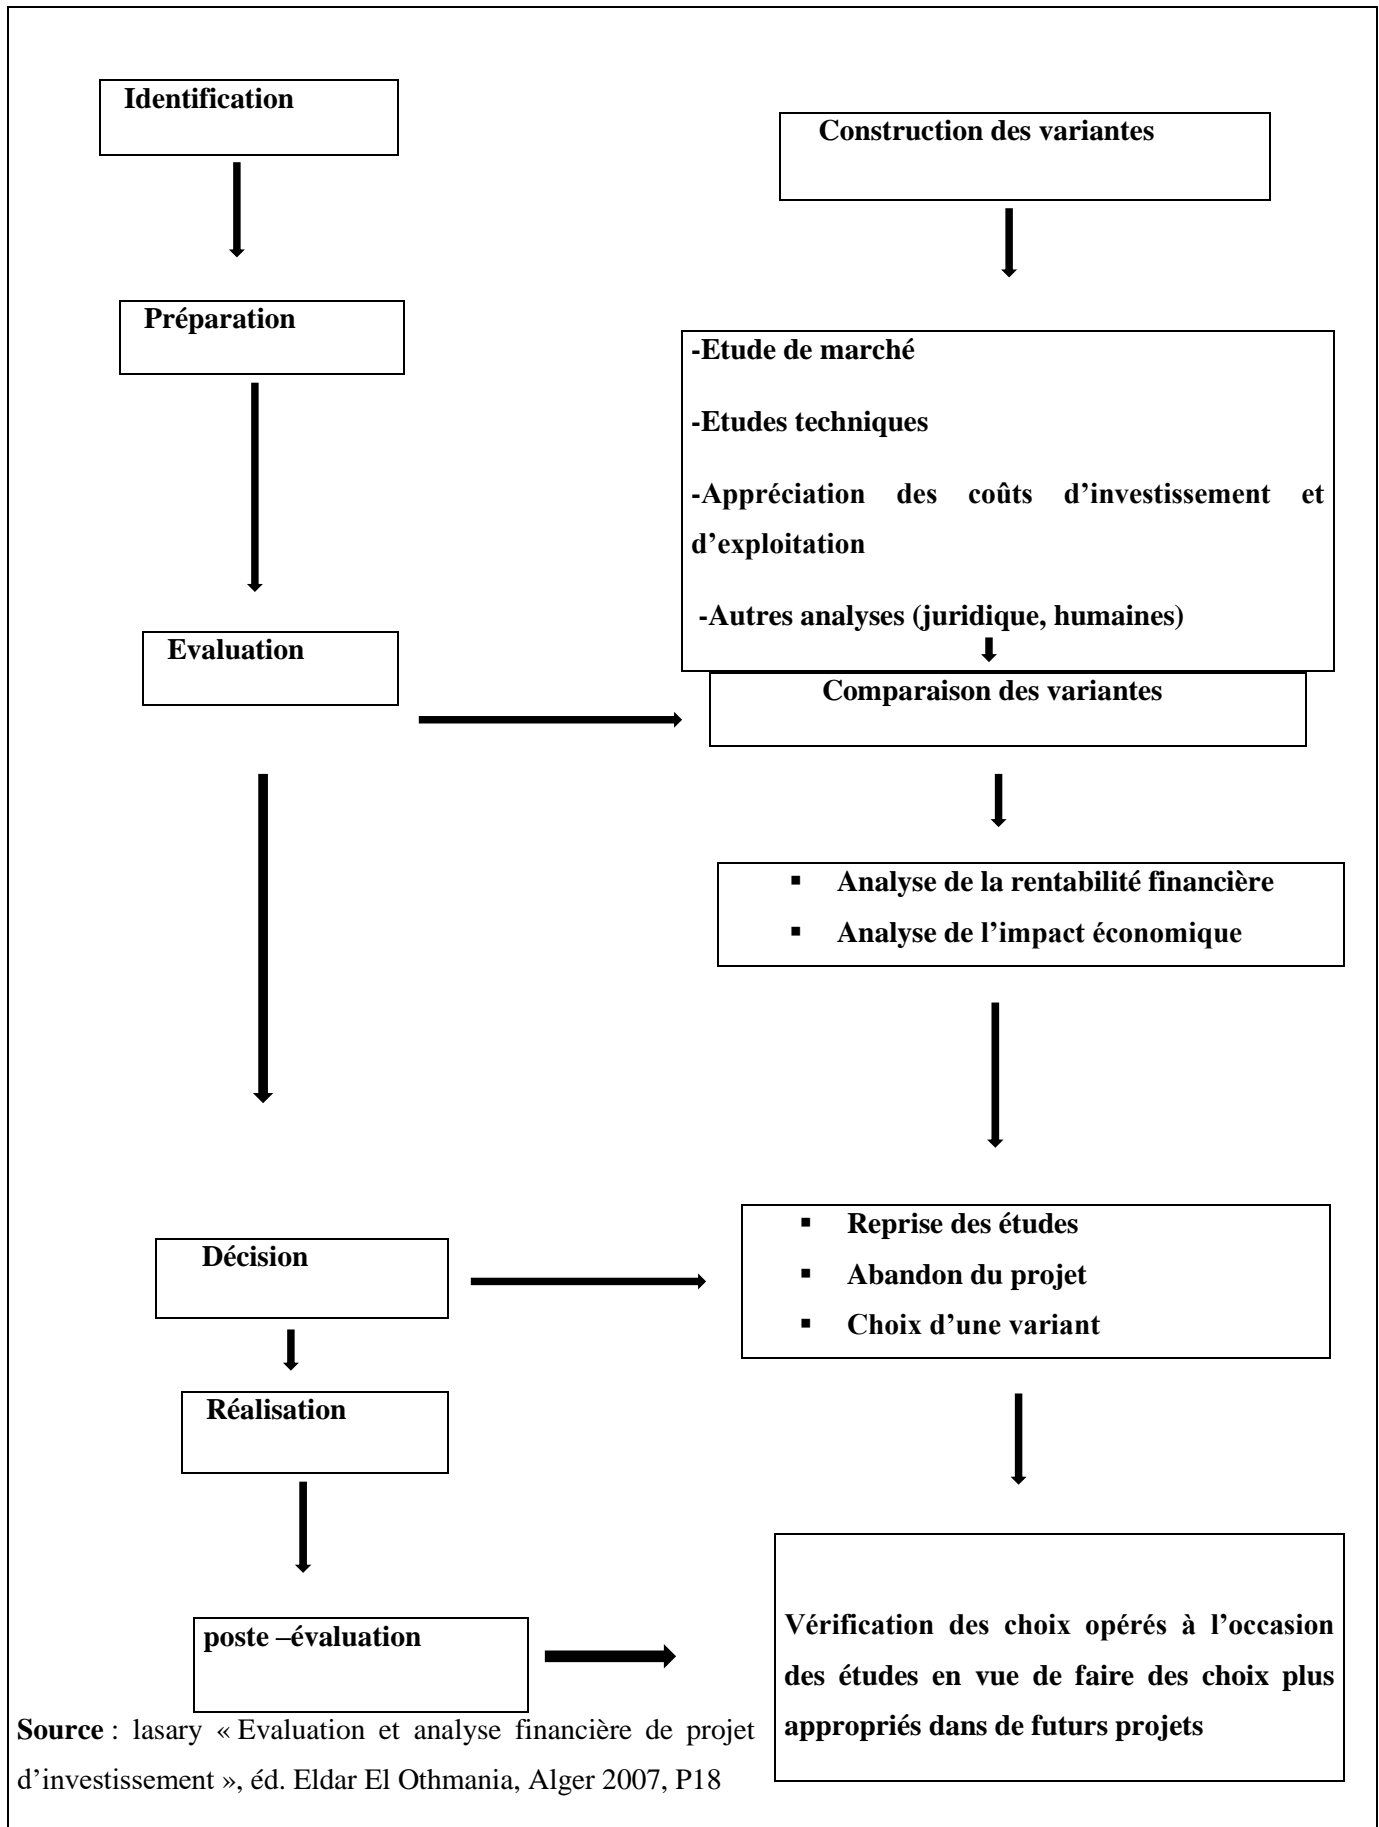 Identification
Construction des variantes
Préparation
-Etude de marché
-Etudes techniques
-Appréciation des coûts d’investissement et
d’exploitation
-Autres analyses (juridique, humaines)
Evaluation
Comparaison des variantes
▪ Analyse de la rentabilité financière
▪ Analyse de l’impact économique
Décision
▪ Reprise des études
▪ Abandon du projet
▪ Choix d’une variant
Réalisation
poste –évaluation
Vérification des choix opérés à l’occasion
des études en vue de faire des choix plus
appropriés dans de futurs projets
Source : lasary « Evaluation et analyse financière de projet
d’investissement », éd. Eldar El Othmania, Alger 2007, P18